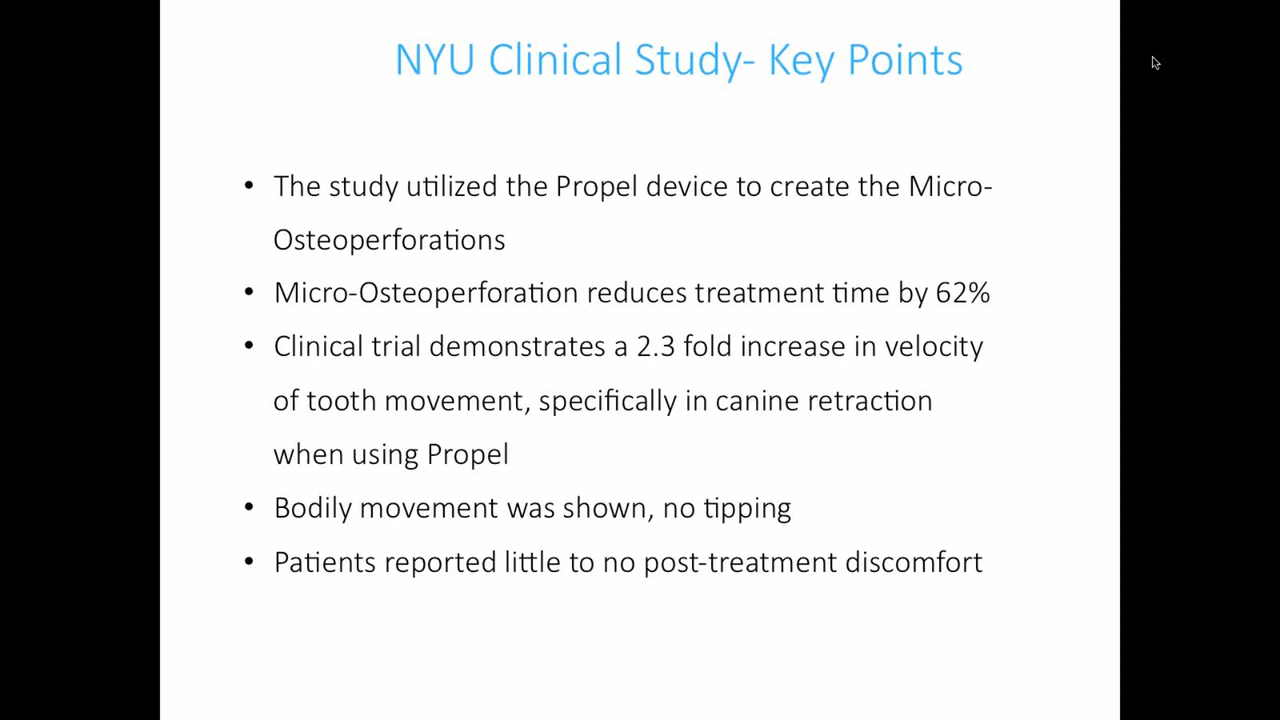 NYU Clinical Study- Key Points
• The study utilized the Propel device to create the Micro-
Osteoperforations
• Micro-Osteoperforation reduces treatment time by 62%
• Clinical trial demonstrates a 2.3 fold increase in velocity
of tooth movement, specifically in canine retraction
when using Propel
• Bodily movement was shown, no tipping
• Patients reported little to no post-treatment discomfort